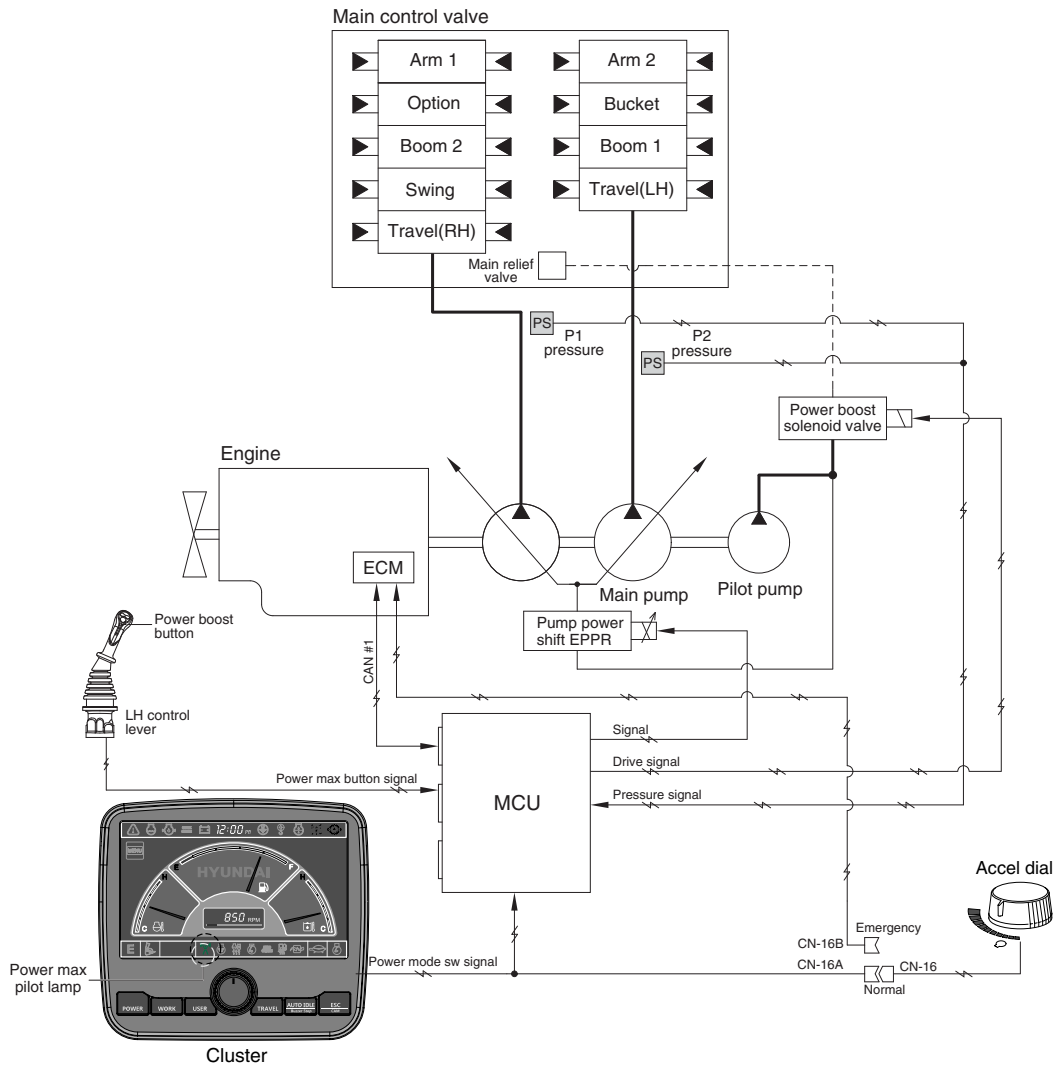 Main control valve
Arm 1
Option
Boom 2
Swing
Travel(RH)
Arm 2
Bucket
Boom 1
Travel(LH)
Main relief
valve
PS
P1
pressure
P2
pressure
PS
Power boost
solenoid valve
Engine
ECM
Main pump
Pilot pump
Pump power
shift EPPR
Power boost
button
LH control
lever
CAN #1
Signal
Drive signal
Pressure signal
Power max button signal
MCU
12:00 PM
MENU
HYUNDAI
E
F
H
H
C
C
850 RPM
E
Power max
pilot lamp
Power mode sw signal
POWER
WORK
USER
TRAVEL
AUTO IDLE
ESC
Cluster
Accel dial
Emergency
CN-16B
CN-16A
CN-16
Normal